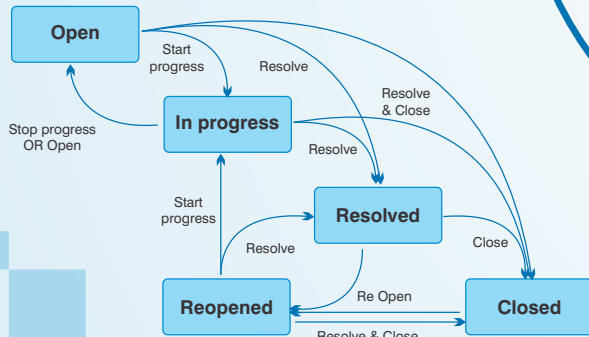 Open
Start
progress
Resolve
Resolve
& Close
Stop progress
OR Open
In progress
Resolve
Start
progress
Resolved
Resolve
Close
Re Open
Reopened
Closed
Resolve & Close